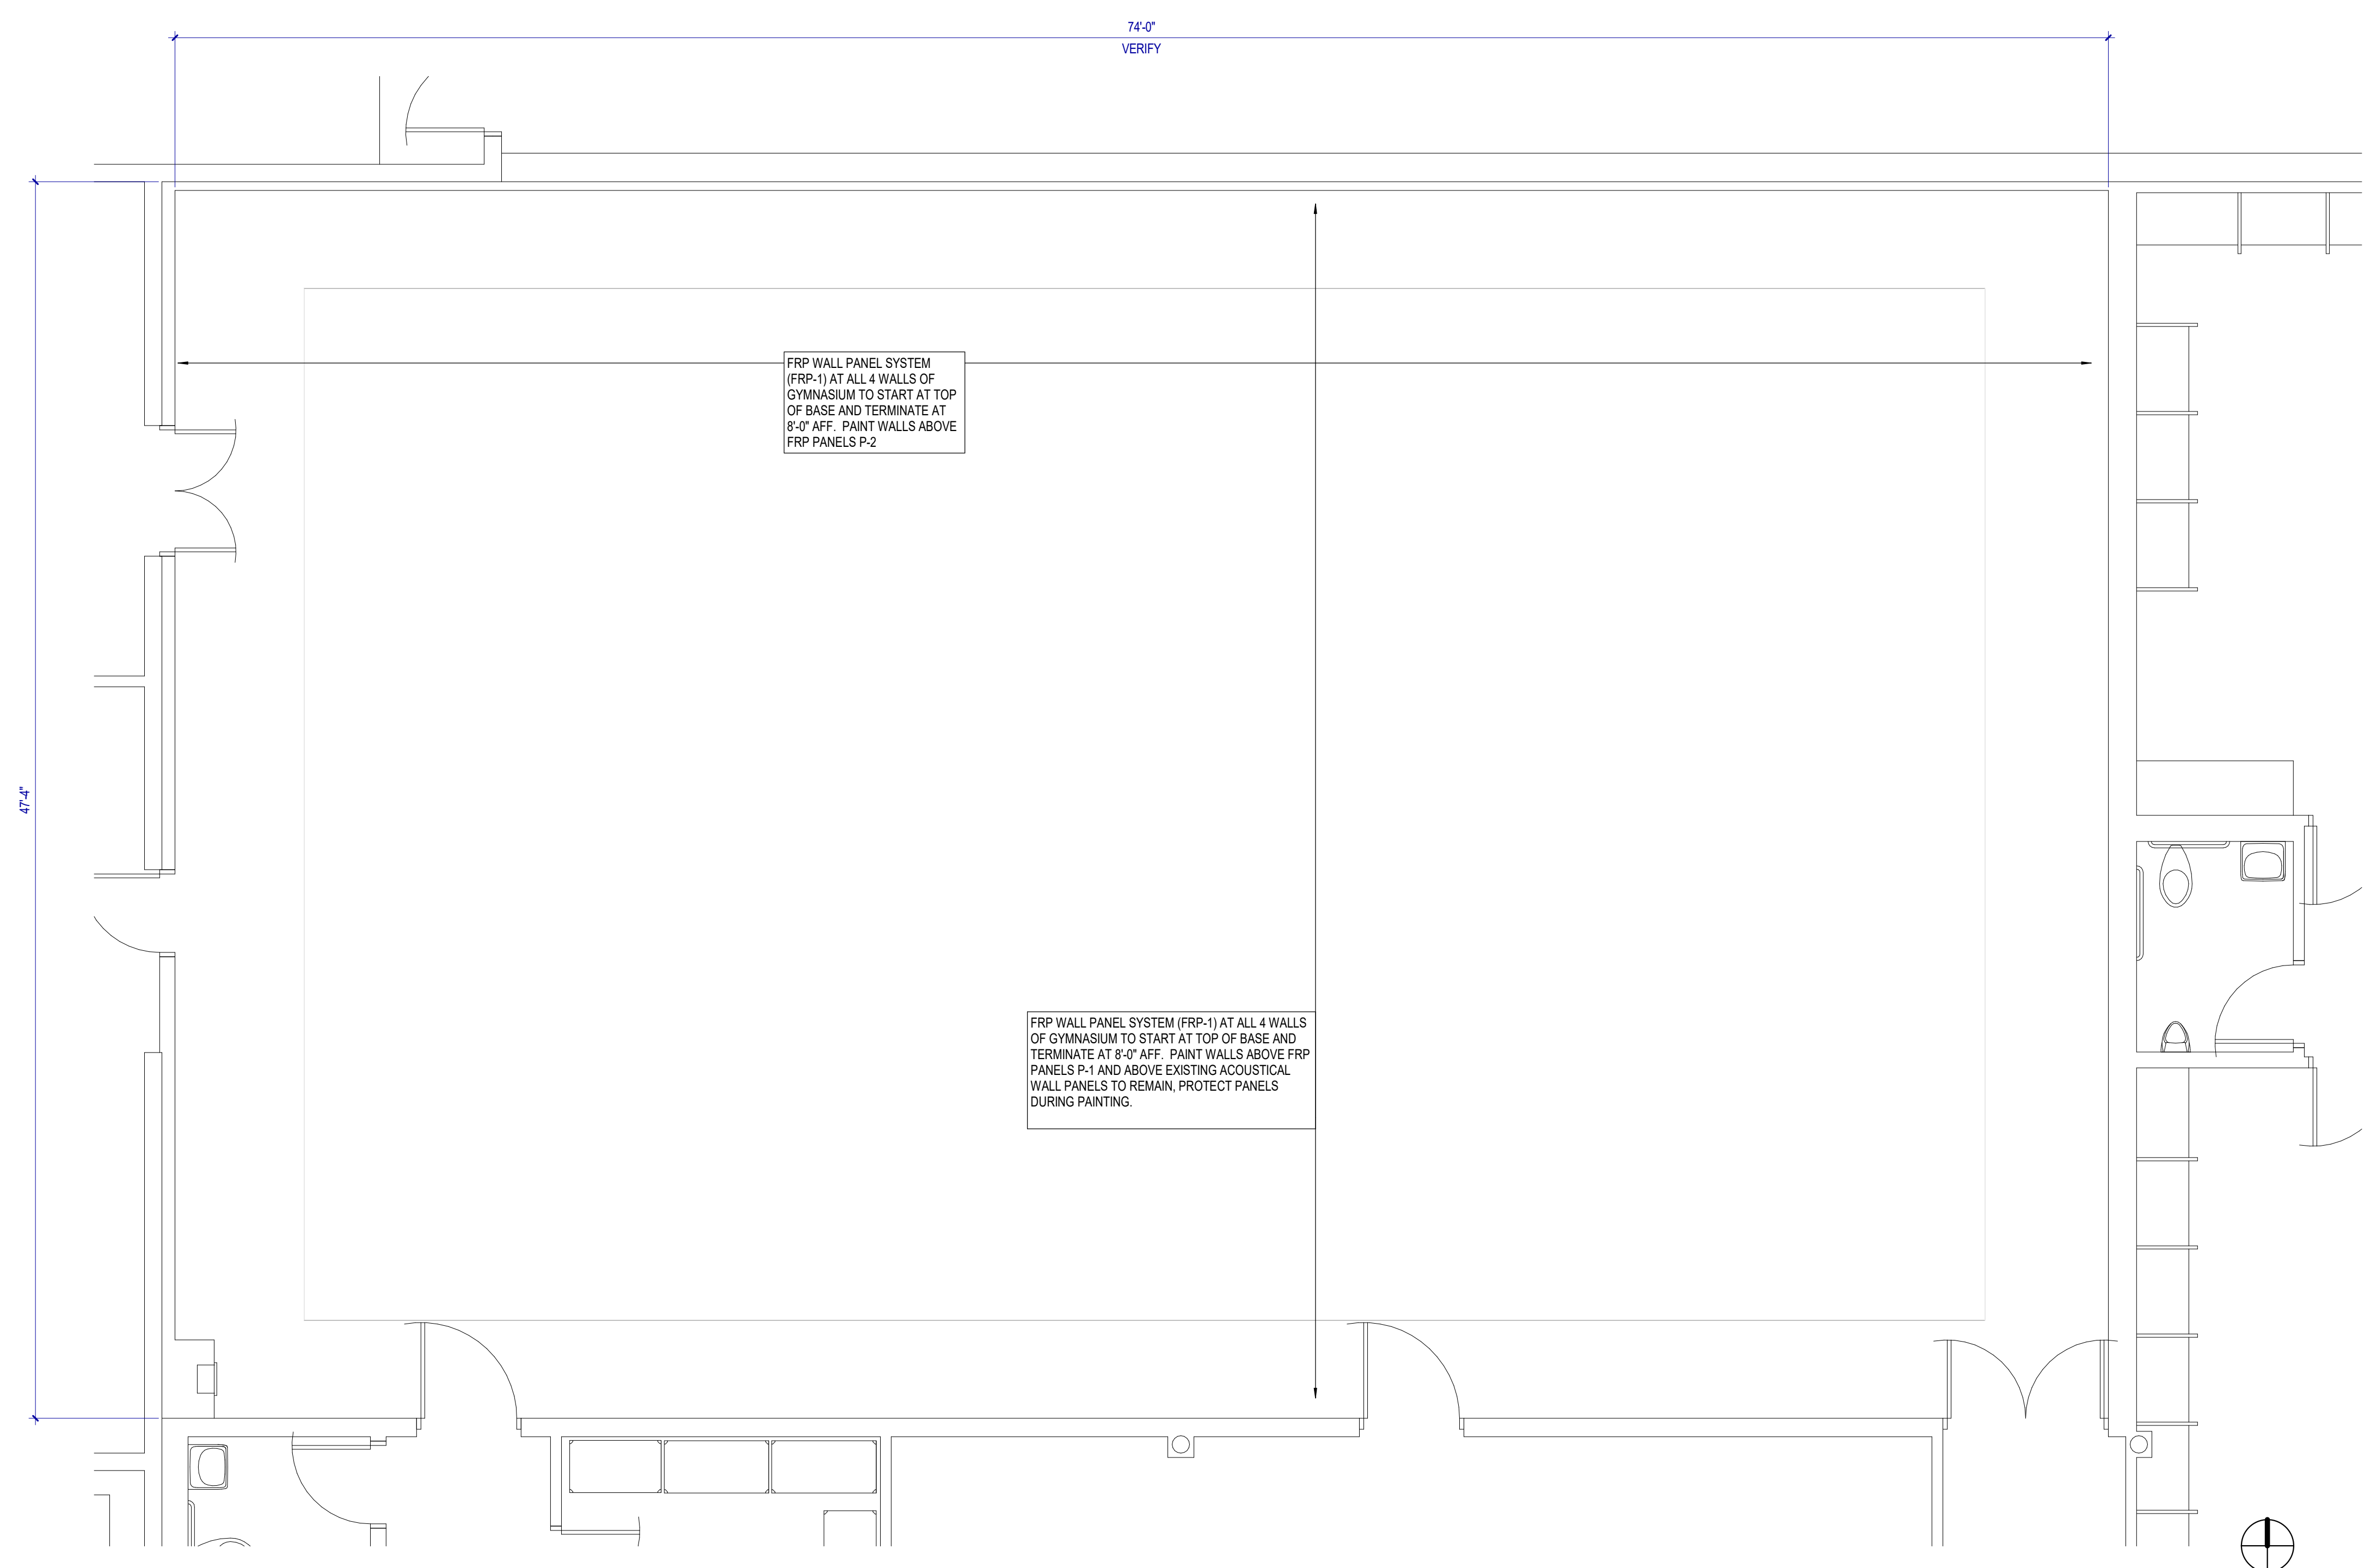 74'-0"
VERIFY
FRP WALL PANEL SYSTEM
(FRP-1) AT ALL 4 WALLS OF
GYMNASIUM TO START AT TOP
OF BASE AND TERMINATE AT
8'-0" AFF.  PAINT WALLS ABOVE
FRP PANELS P-2
47'-4"
FRP WALL PANEL SYSTEM (FRP-1) AT ALL 4 WALLS
OF GYMNASIUM TO START AT TOP OF BASE AND
TERMINATE AT 8'-0" AFF.  PAINT WALLS ABOVE FRP
PANELS P-1 AND ABOVE EXISTING ACOUSTICAL
WALL PANELS TO REMAIN, PROTECT PANELS
DURING PAINTING.